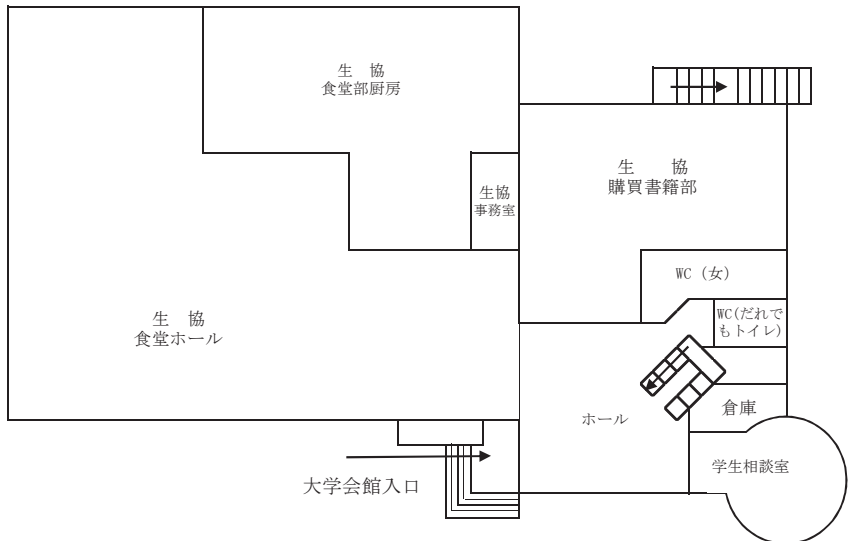 生　協
食堂部厨房
生　　協
購買書籍部
生協
事務室
WC（女）
WC(だれで
もトイレ)
生　協
食堂ホール
ホール
倉庫
学生相談室
大学会館入口